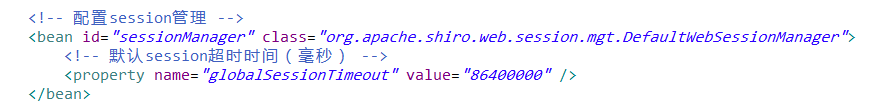 <!-- 配置session管理 -->
<bean id="sessionManager" class="org.apache.shiro.web.session.mgt.DefaultWebSessionManager">
<!-- 默认session超时时间（毫秒） -->
<property name="globalSessionTimeout" value="86400000" />
</bean>